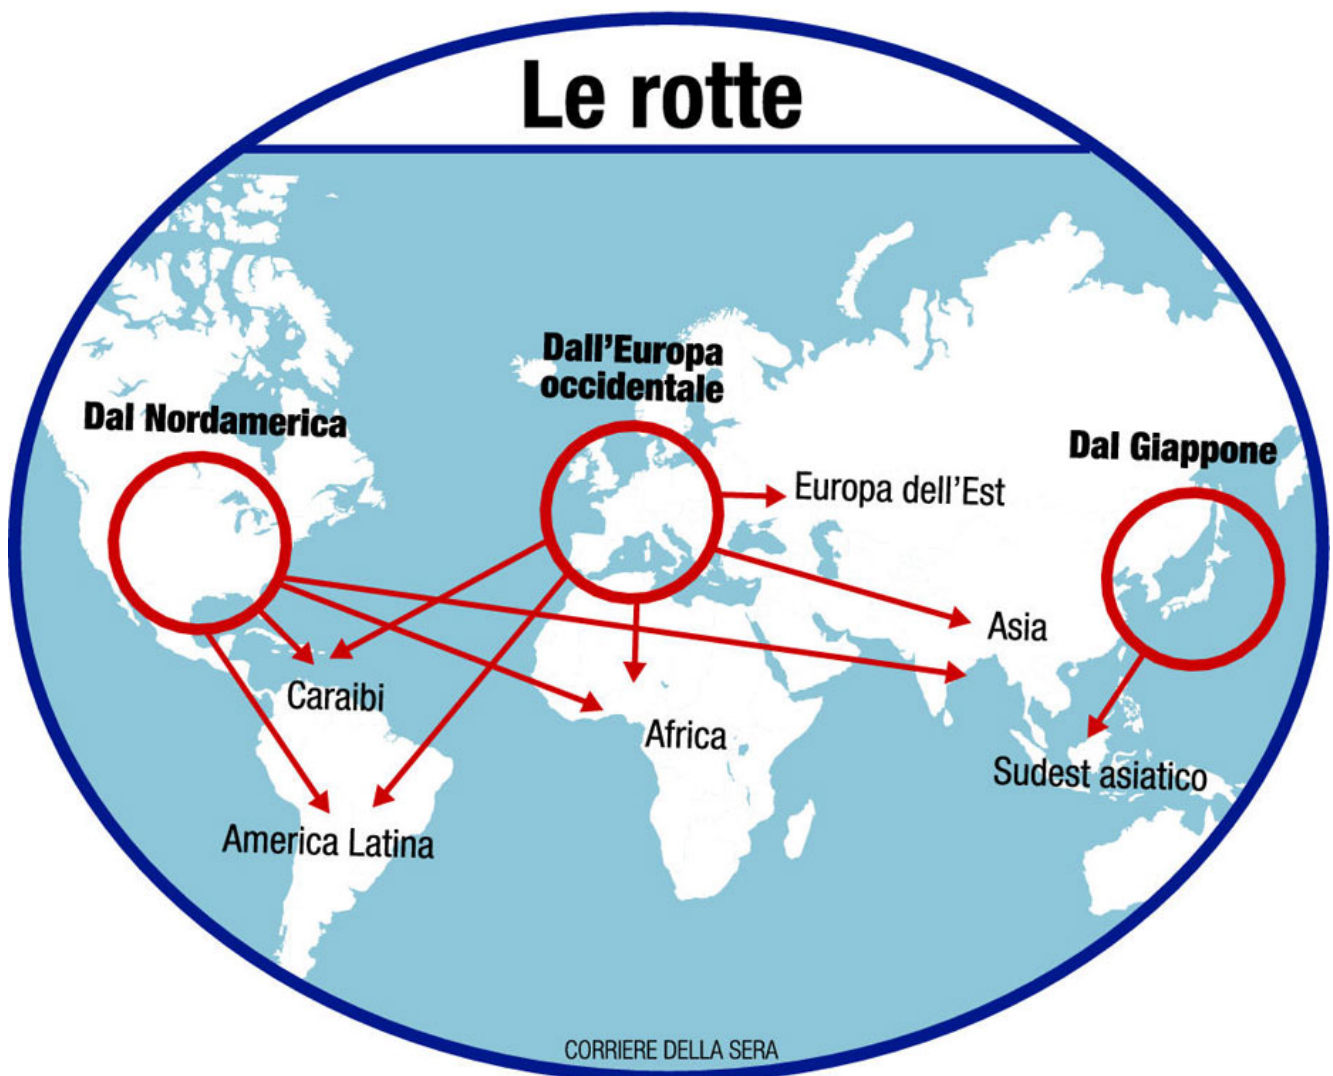 Le rotte
Dall'Europa
occidentale
Dal Nordamerica
Dal Giappone
Europa dell'Est
Asia
Caraibi
Africa
Sudest asiatico
America Latina
CORRIERE DELLA SERA